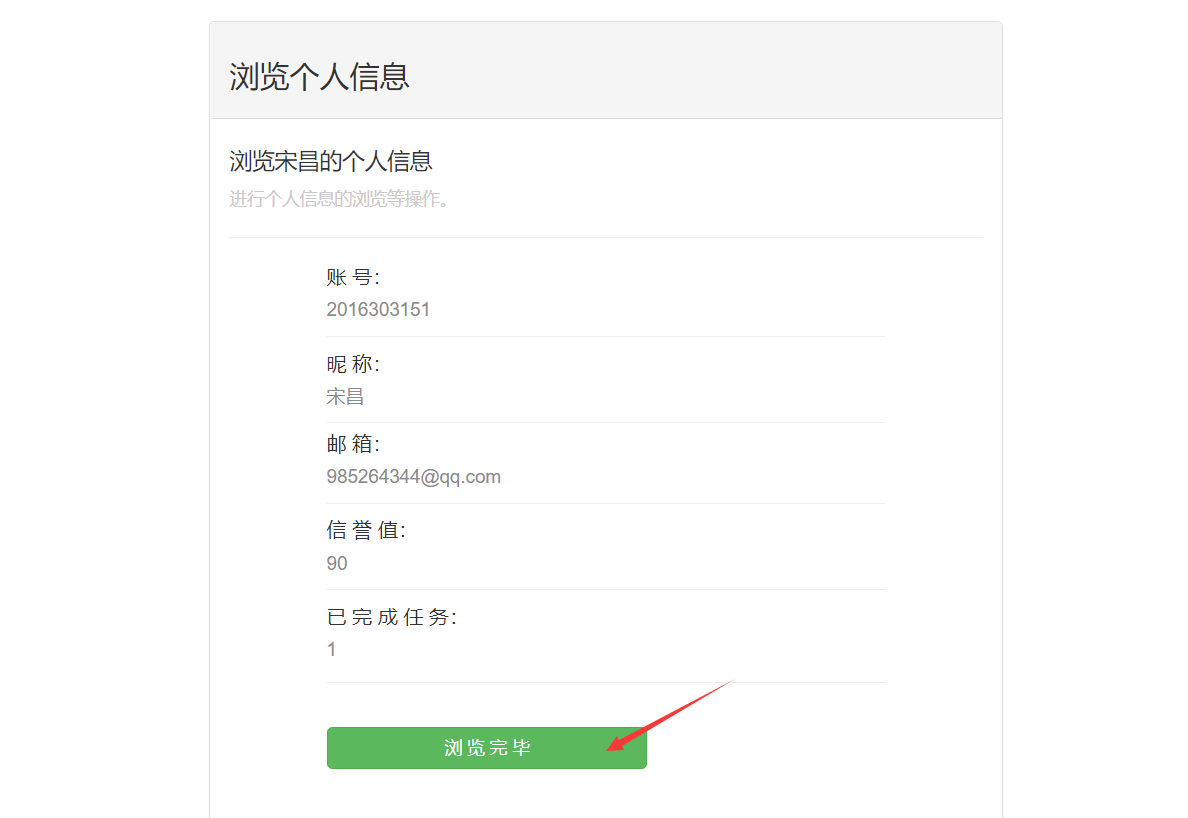 浏览个人信息
浏览宋昌的个人信息
进行个人信息的浏览等操作。
账 号：
2016303151
昵 称：
宋昌
邮 箱：
985264344@qq.com
信 誉 值：
90
已 完 成 任 务：
1
浏览完毕